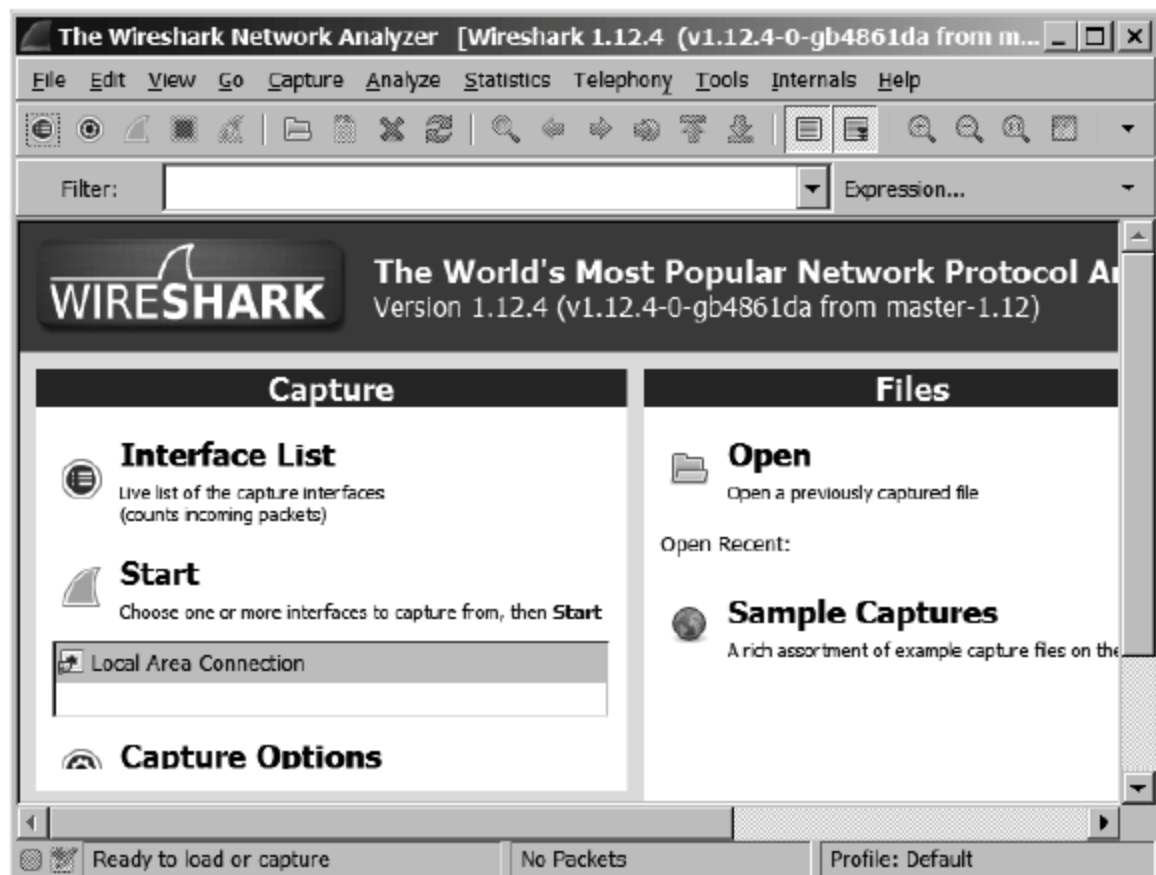 The Wireshark Network Analyzer [Wireshark 1.12.4 (v1.12.4-0-gb4861da from m...
File Edit View Go Capture Analyze Statistics Telephony Tools Internals Help
Filter: Expression...
WIRESHARK
The World's Most Popular Network Protocol A
Version 1.12.4 (v1.12.4-0-gb4861da from master-1.12)
Capture
Interface List
Live list of the capture interfaces
(counts incoming packets)
Start
Choose one or more interfaces to capture from, then Start
Local Area Connection
Capture Options
Files
Open
Open a previously captured file
Open Recent:
Sample Captures
A rich assortment of example capture files on the
Ready to load or capture No Packets Profile: Default